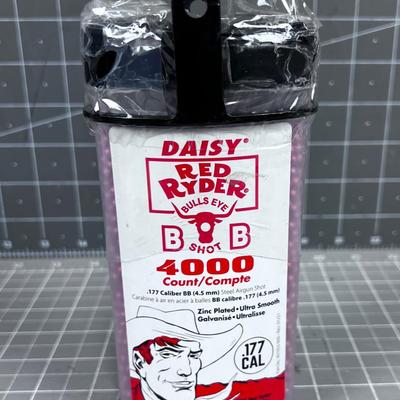 DAISY®
RED
RYDER®
BULLS EYE
B B
SHOT
4000
Count/Compte
.177 Caliber BB (4.5 mm) Steel Airgun Shot
Carabine à air en acier à balles BB calibre .177 (4.5 mm)
Zinc Plated • Ultra Smooth
Galvanisé • Ultralisse
.177
CAL